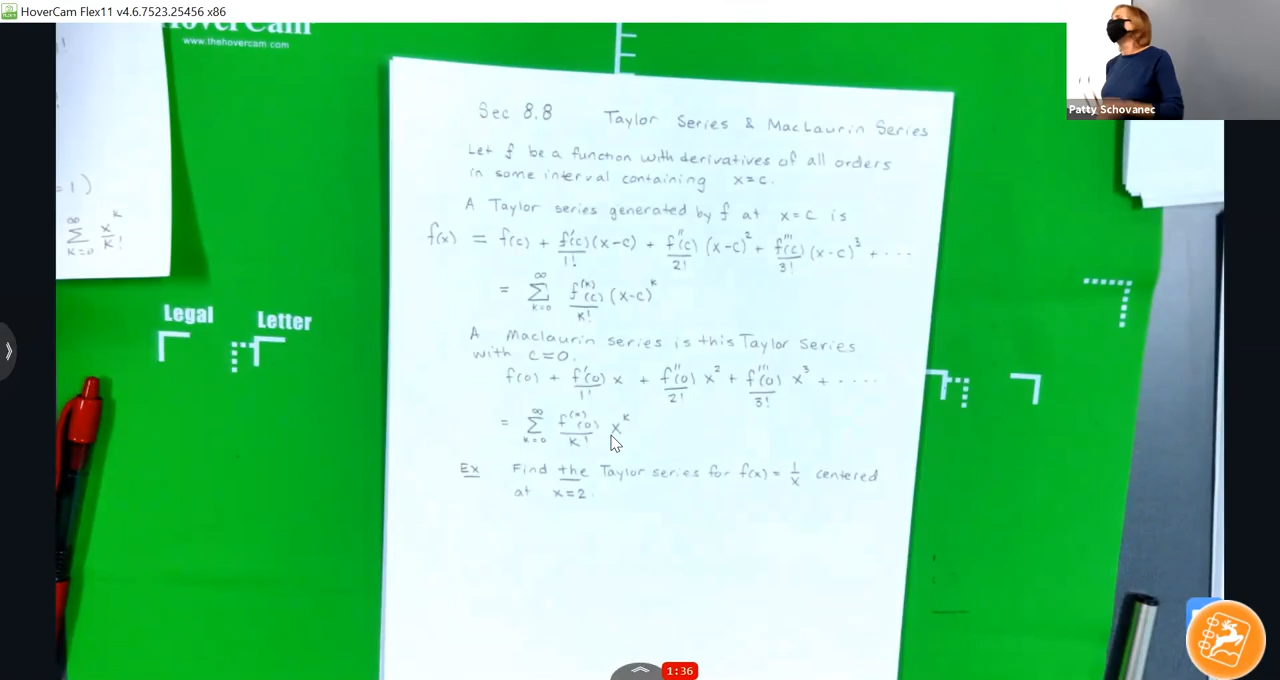 HoverCam Flex11 v4.6.7523.25456 x86
HoverCam
www.thehovercam.com
Patty Schovanec
Sec 8.8 Taylor Series & MacLaurin Series
Let f be a function with derivatives of all orders
in some interval containing x=c.
A Taylor series generated by f at x=c is
f(x) = f(c) + f'(c)/1! (x-c) + f''(c)/2! (x-c)^2 + f'''(c)/3! (x-c)^3 + ····
= ∞ Σ k=0 f^(k)(c)/k! (x-c)^k
A Maclaurin series is this Taylor Series
with c=0.
f(0) + f'(0)/1! x + f''(0)/2! x^2 + f'''(0)/3! x^3 + ·····
= ∞ Σ k=0 f^(k)(0)/k! x^k
Ex Find the Taylor series for f(x) = 1/x centered
at x=2.
=1)
∞ Σ k=0 x^k/k!
Legal Letter
1:36